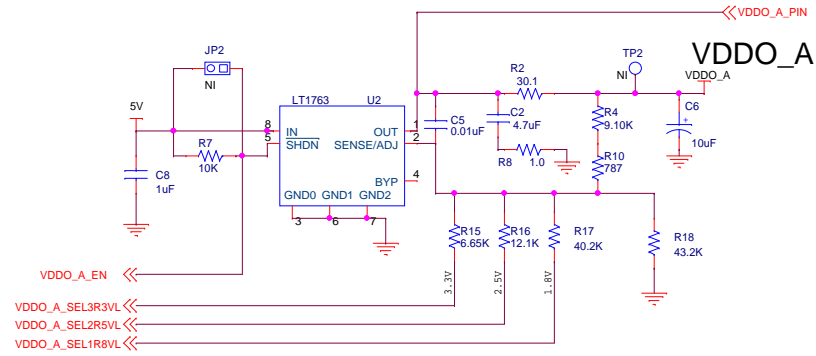 VDDO_A_PIN
JP2
NI
TP2
NI
VDDO_A
VDDO_A
R2
30.1
5V
LT1763
U2
R4
9.10K
C6
10uF
8
IN
OUT
1
C5
0.01uF
C2
4.7uF
5
SHDN
SENSE/ADJ
2
R7
10K
R8
1.0
R10
787
C8
1uF
BYP
4
GND0
GND1
GND2
3
6
7
R15
6.65K
R16
12.1K
R17
40.2K
R18
43.2K
3.3V
2.5V
1.8V
VDDO_A_EN
VDDO_A_SEL3R3VL
VDDO_A_SEL2R5VL
VDDO_A_SEL1R8VL